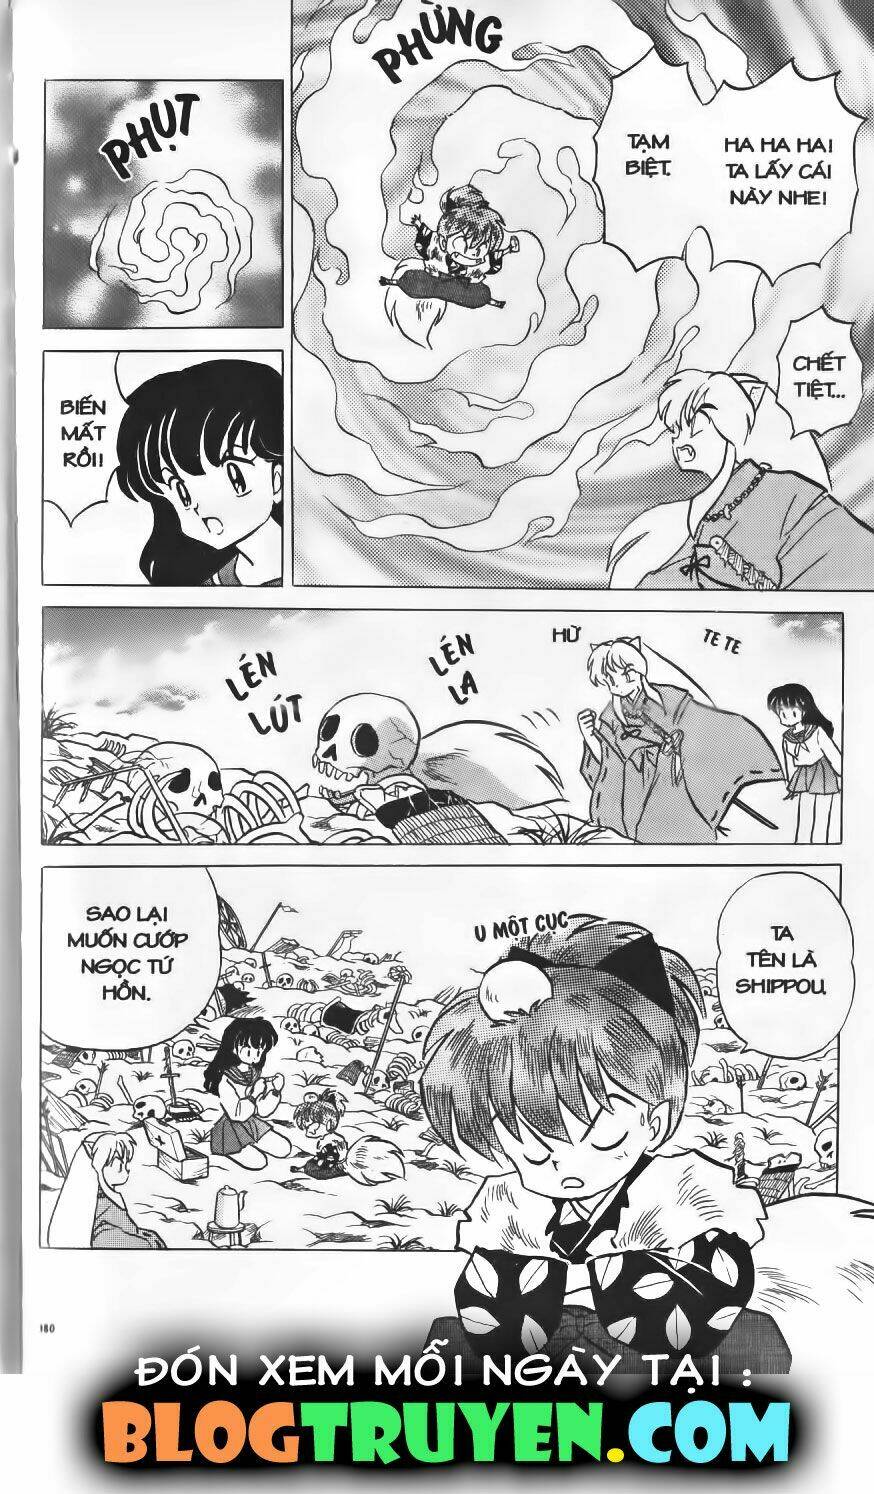 PHỪNG
HA HA HA!
TA LẤY CÁI
NÀY NHE!
TẠM
BIỆT.
CHẾT
TIỆT...
PHỤT
BIẾN
MẤT
RỒI!
LÉN
LÚT
LÉN
LA
HỪ
TE TE
SAO LẠI
MUỐN CƯỚP
NGỌC TỨ
HỒN.
U MỘT CỤC
TA
TÊN LÀ
SHIPPOU.
180
ĐÓN XEM MỖI NGÀY TẠI :
BLOGTRUYEN.COM